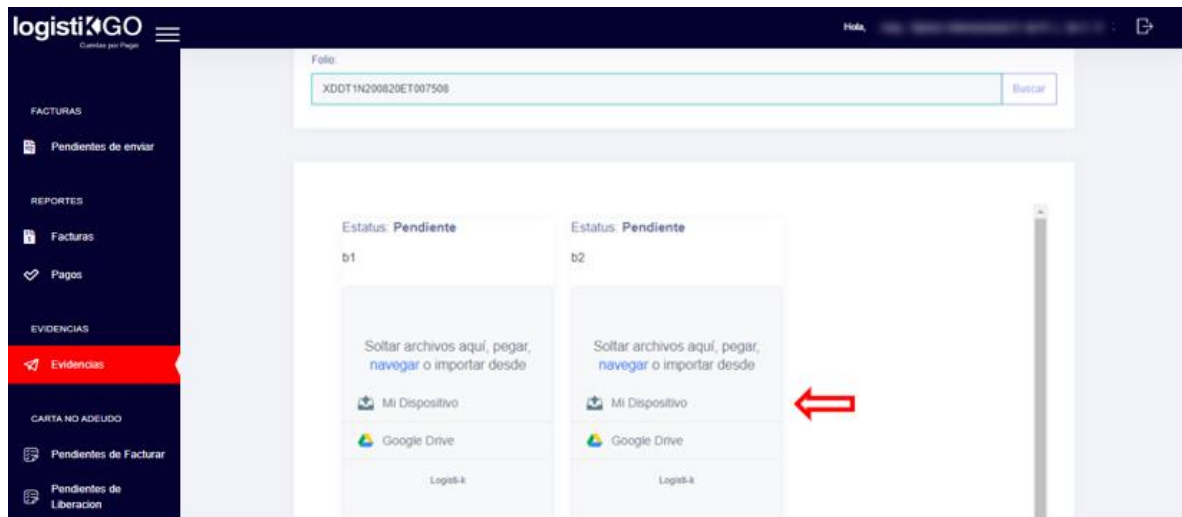 logistikGO
Cuentas por Pagar
Hola,
FACTURAS
Pendientes de enviar
REPORTES
Facturas
Pagos
EVIDENCIAS
Evidencias
CARTA NO ADEUDO
Pendientes de Facturar
Pendientes de
Liberacion
Folio:
XDDT1N200820ET007508
Buscar
Estatus: Pendiente
b1
Soltar archivos aquí, pegar,
navegar o importar desde
Mi Dispositivo
Google Drive
Logisti-k
Estatus: Pendiente
b2
Soltar archivos aquí, pegar,
navegar o importar desde
Mi Dispositivo
Google Drive
Logisti-k